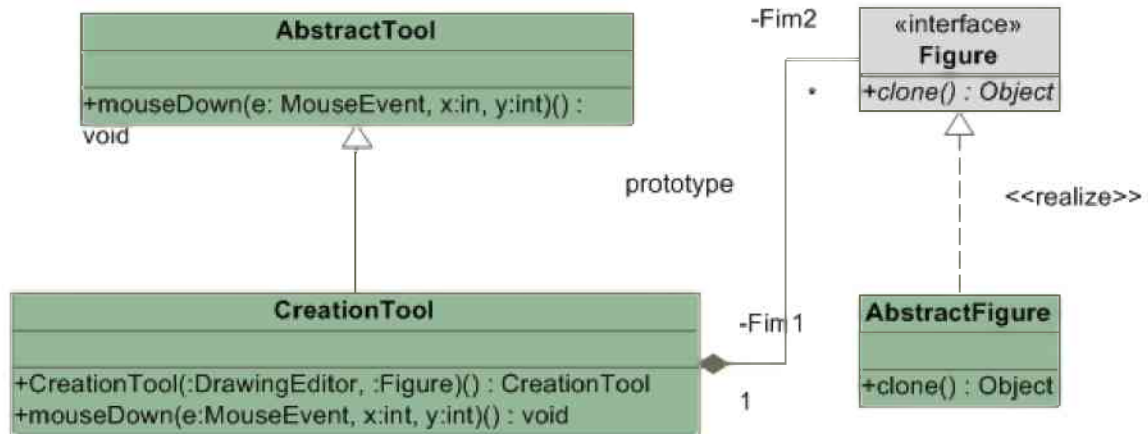 AbstractTool
+mouseDown(e: MouseEvent, x:in, y:int)() :
void
-Fim2
«interface»
Figure
*
+clone() : Object
prototype
<<realize>>
CreationTool
+CreationTool(:DrawingEditor, :Figure)() : CreationTool
+mouseDown(e:MouseEvent, x:int, y:int)() : void
-Fim1
1
AbstractFigure
+clone() : Object